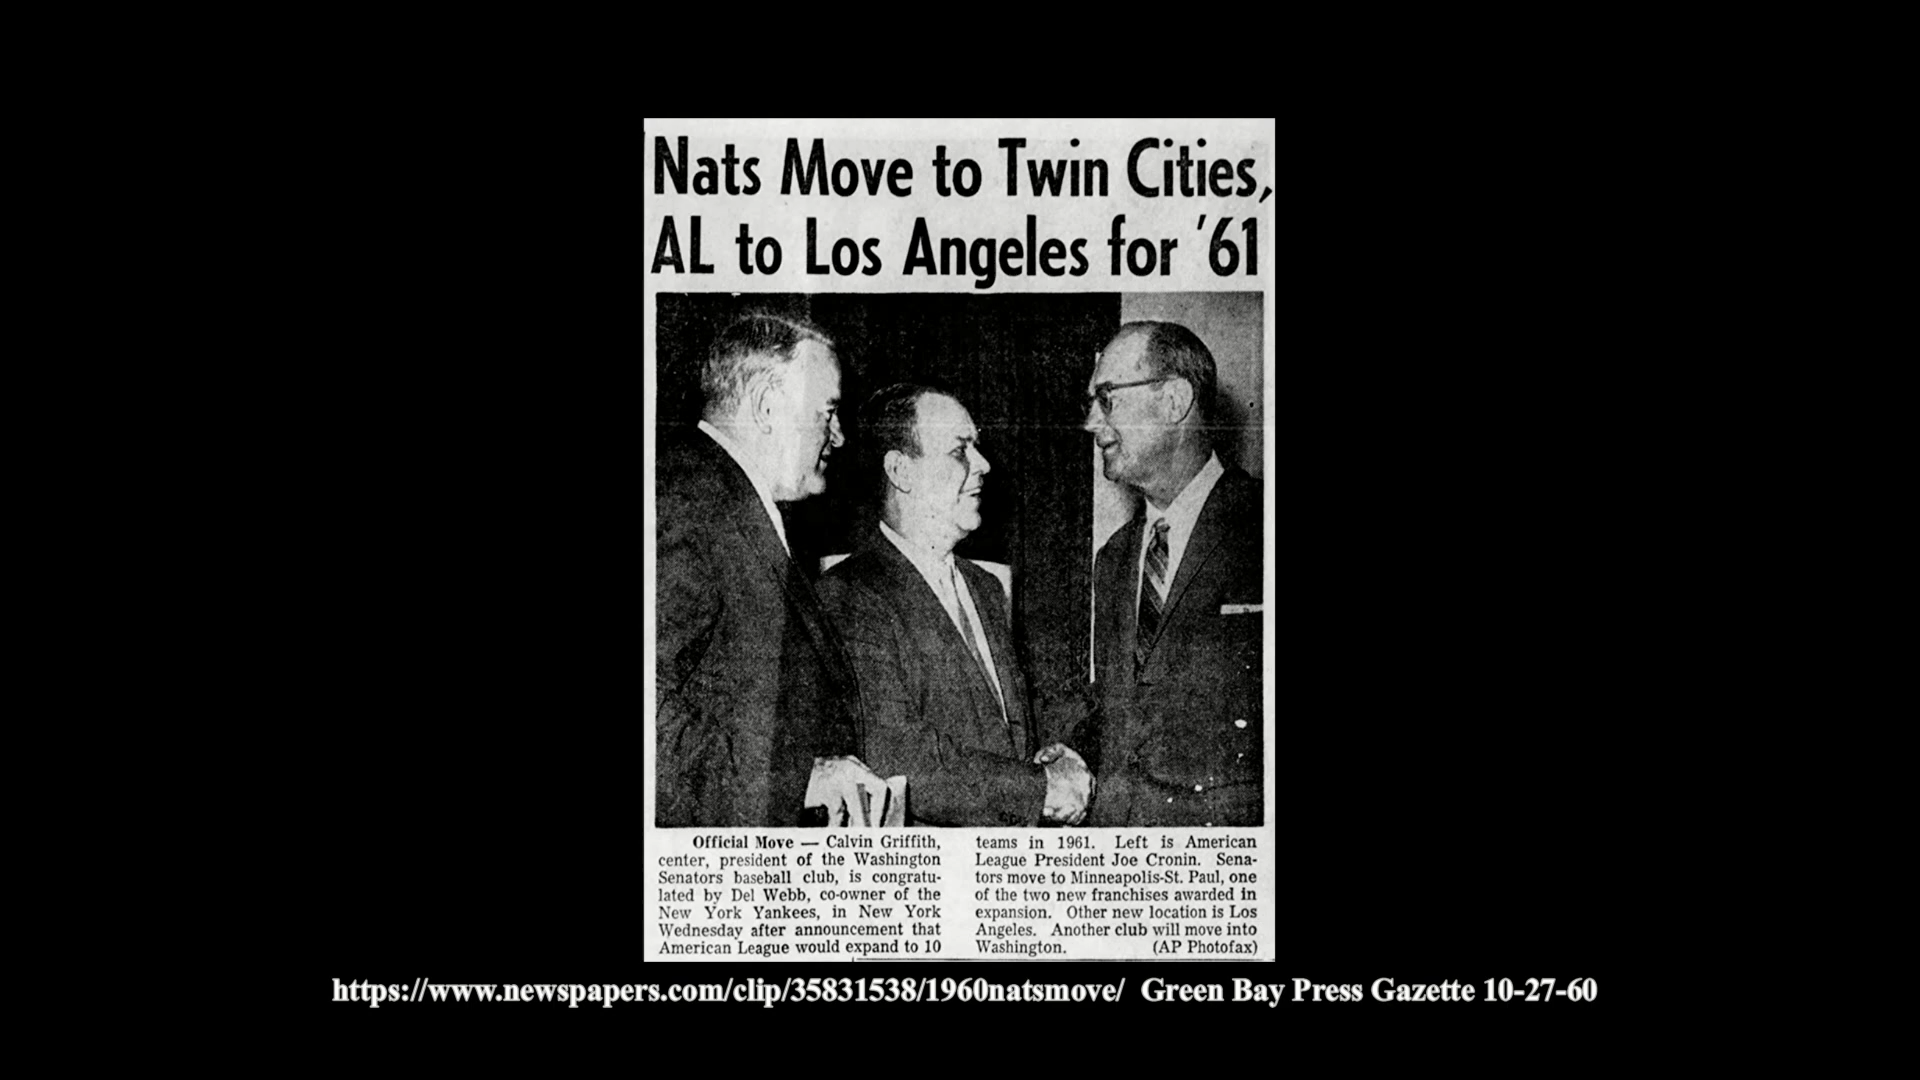 Nats Move to Twin Cities,
AL to Los Angeles for '61
Official Move — Calvin Griffith,
center, president of the Washington
Senators baseball club, is congratu-
lated by Del Webb, co-owner of the
New York Yankees, in New York
Wednesday after announcement that
American League would expand to 10
teams in 1961. Left is American
League President Joe Cronin. Sena-
tors move to Minneapolis-St. Paul, one
of the two new franchises awarded in
expansion. Other new location is Los
Angeles. Another club will move into
Washington. (AP Photofax)
https://www.newspapers.com/clip/35831538/1960natsmove/ Green Bay Press Gazette 10-27-60